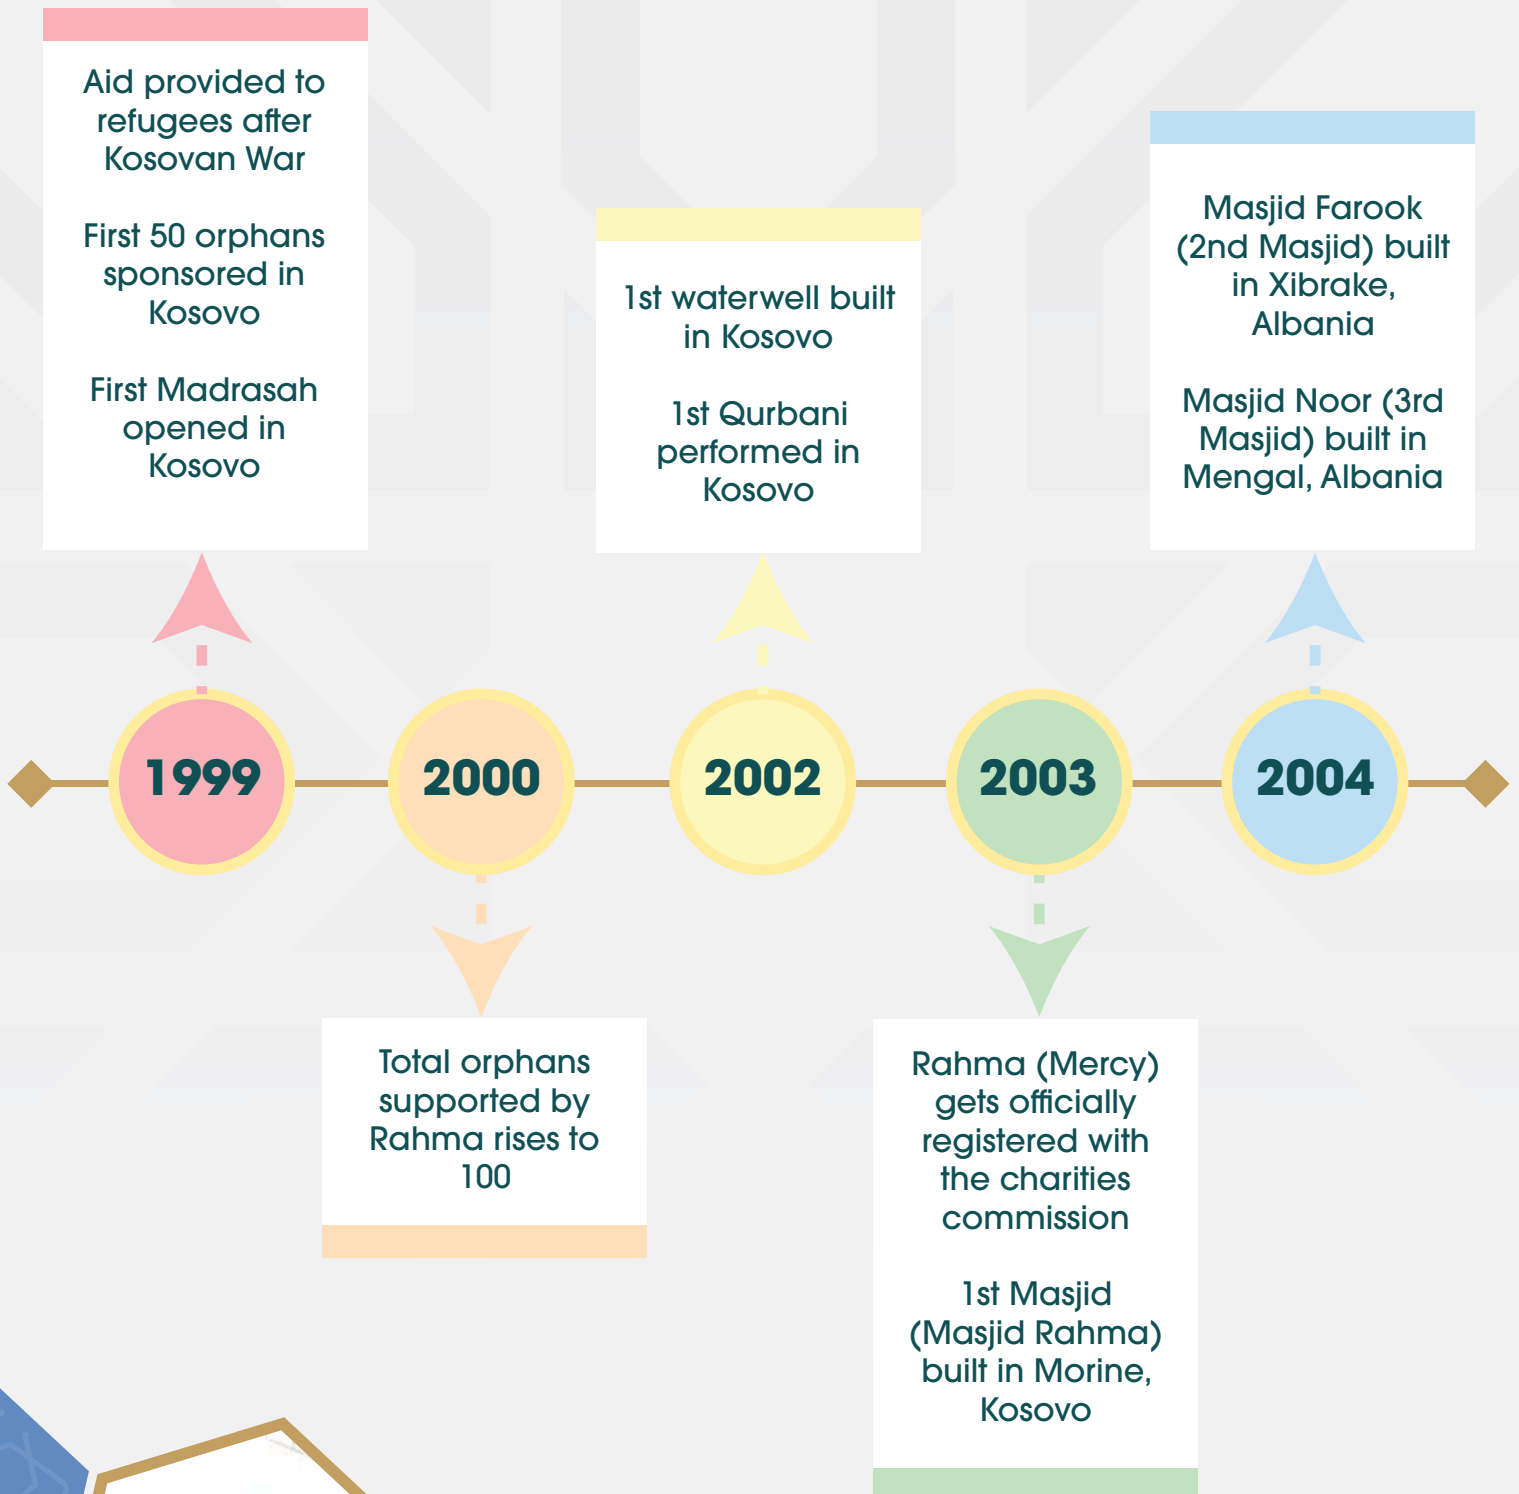 Aid provided to
refugees after
Kosovan War
First 50 orphans
sponsored in
Kosovo
First Madrasah
opened in
Kosovo
1st waterwell built
in Kosovo
1st Qurbani
performed in
Kosovo
Masjid Farook
(2nd Masjid) built
in Xibrake,
Albania
Masjid Noor (3rd
Masjid) built in
Mengal, Albania
1999
2000
2002
2003
2004
Total orphans
supported by
Rahma rises to
100
Rahma (Mercy)
gets officially
registered with
the charities
commission
1st Masjid
(Masjid Rahma)
built in Morine,
Kosovo